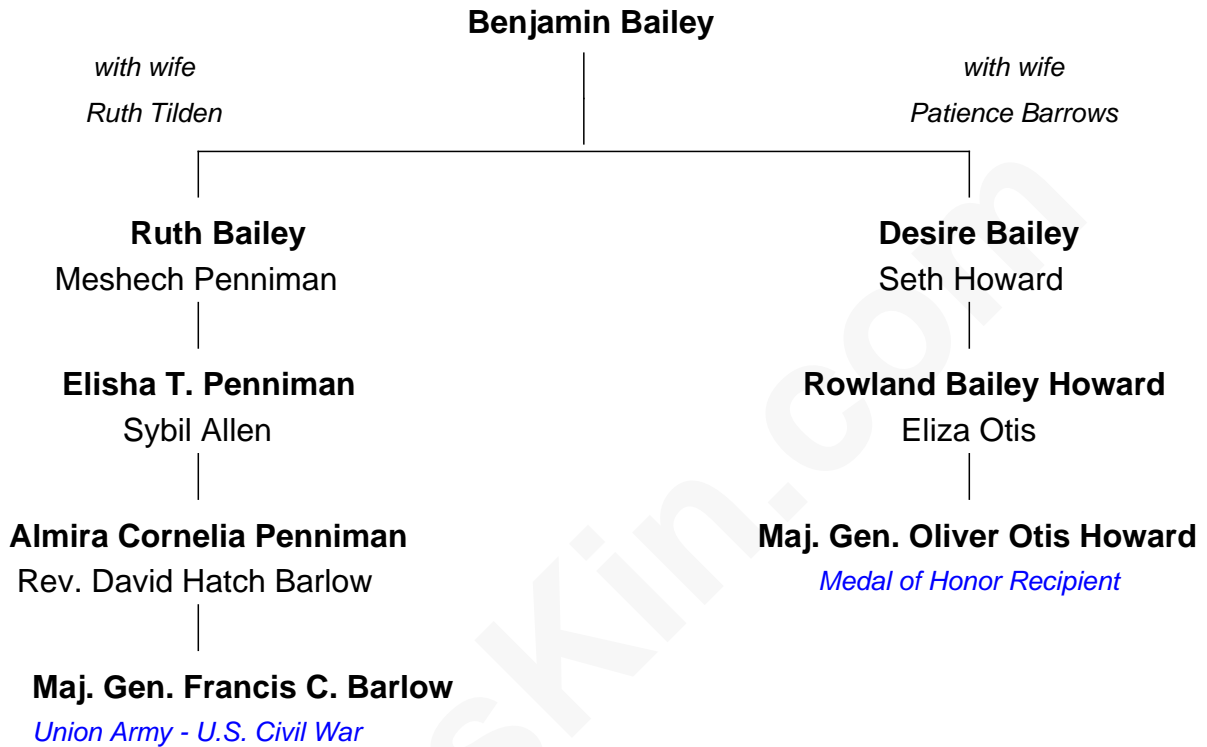 Benjamin Bailey
with wife
Ruth Tilden
with wife
Patience Barrows
Ruth Bailey
Meshech Penniman
Desire Bailey
Seth Howard
Elisha T. Penniman
Sybil Allen
Rowland Bailey Howard
Eliza Otis
Almira Cornelia Penniman
Rev. David Hatch Barlow
Maj. Gen. Oliver Otis Howard
Medal of Honor Recipient
Maj. Gen. Francis C. Barlow
Union Army - U.S. Civil War
sKin.com